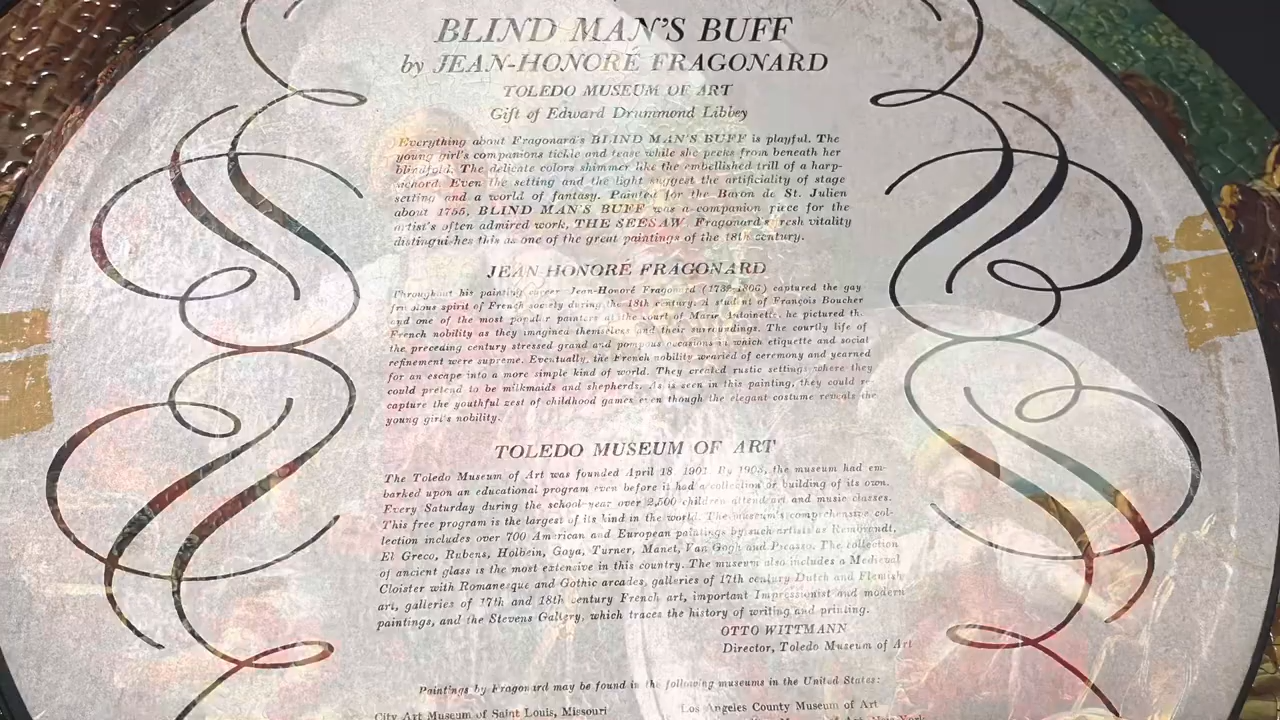 BLIND MAN'S BUFF
by JEAN-HONORÉ FRAGONARD
TOLEDO MUSEUM OF ART
Gift of Edward Drummond Libbey
Everything about Fragonard's BLIND MAN'S BUFF is playful. The
young girl's companions tickle and tease while she peeks from beneath her
blindfold. The delicate colors shimmer like the embellished trill of a harp-
sichord. Even the setting and the light suggest the artificiality of stage
setting and a world of fantasy. Painted for the Baron de St. Julien
about 1755, BLIND MAN'S BUFF was a companion piece for the
artist's often admired work, THE SEESAW. Fragonard's fresh vitality
distinguishes this as one of the great paintings of the 18th century.
JEAN-HONORÉ FRAGONARD
Throughout his painting career Jean-Honoré Fragonard (1732-1806) captured the gay
frivolous spirit of French society during the 18th century. A student of François Boucher
and one of the most popular painters at the court of Marie Antoinette, he pictured the
French nobility as they imagined themselves and their surroundings. The courtly life of
the preceding century stressed grand and pompous occasions at which etiquette and social
refinement were supreme. Eventually, the French nobility wearied of ceremony and yearned
for an escape into a more simple kind of world. They created rustic settings where they
could pretend to be milkmaids and shepherds. As is seen in this painting, they could re-
capture the youthful zest of childhood games even though the elegant costume reveals the
young girl's nobility.
TOLEDO MUSEUM OF ART
The Toledo Museum of Art was founded April 18, 1901. By 1903, the museum had em-
barked upon an educational program even before it had a collection or building of its own.
Every Saturday during the school-year over 2,500 children attend art and music classes.
This free program is the largest of its kind in the world. The museum's comprehensive col-
lection includes over 700 American and European paintings by such artists as Rembrandt,
El Greco, Rubens, Holbein, Goya, Turner, Manet, Van Gogh and Picasso. The collection
of ancient glass is the most extensive in this country. The museum also includes a Medieval
Cloister with Romanesque and Gothic arcades, galleries of 17th century Dutch and Flemish
art, galleries of 17th and 18th century French art, important Impressionist and modern
paintings, and the Stevens Gallery, which traces the history of writing and printing.
OTTO WITTMANN
Director, Toledo Museum of Art
Paintings by Fragonard may be found in the following museums in the United States:
City Art Museum of Saint Louis, Missouri
Los Angeles County Museum of Art